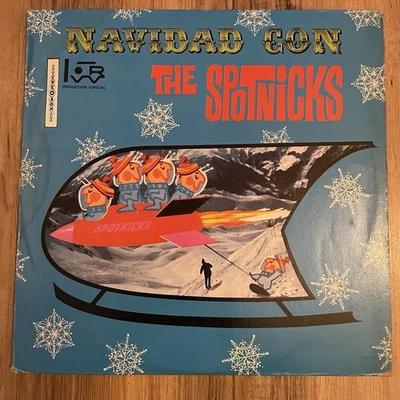 NAVIDAD CON
THE SPOTNICKS
PRODUCCION ESPECIAL
SPOTNICKS